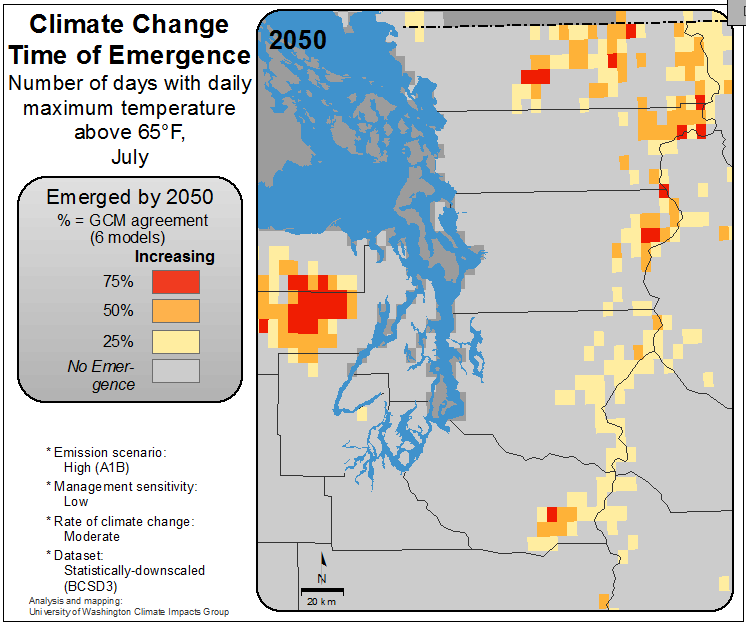 Climate Change
Time of Emergence
Number of days with daily
maximum temperature
above 65°F,
July
2050
Emerged by 2050
% = GCM agreement
(6 models)
Increasing
75%
50%
25%
No Emer-
gence
* Emission scenario:
High (A1B)
* Management sensitivity:
Low
* Rate of climate change:
Moderate
* Dataset:
Statistically-downscaled
(BCSD3)
Analysis and mapping:
University of Washington Climate Impacts Group
N
20 km